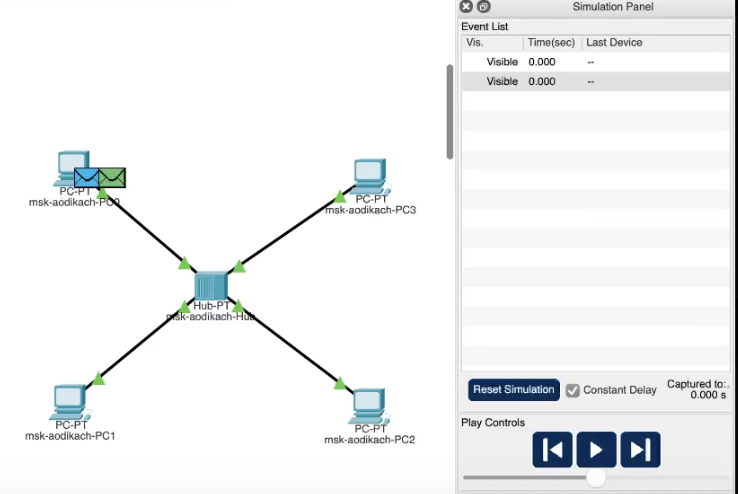 Simulation Panel
Event List
Vis. Time(sec) Last Device
Visible 0.000 --
Visible 0.000 --
PC-PT
msk-aodikach-PC0
PC-PT
msk-aodikach-PC3
Hub-PT
msk-aodikach-Hub
PC-PT
msk-aodikach-PC1
PC-PT
msk-aodikach-PC2
Reset Simulation Constant Delay Captured to:.
0.000 s
Play Controls